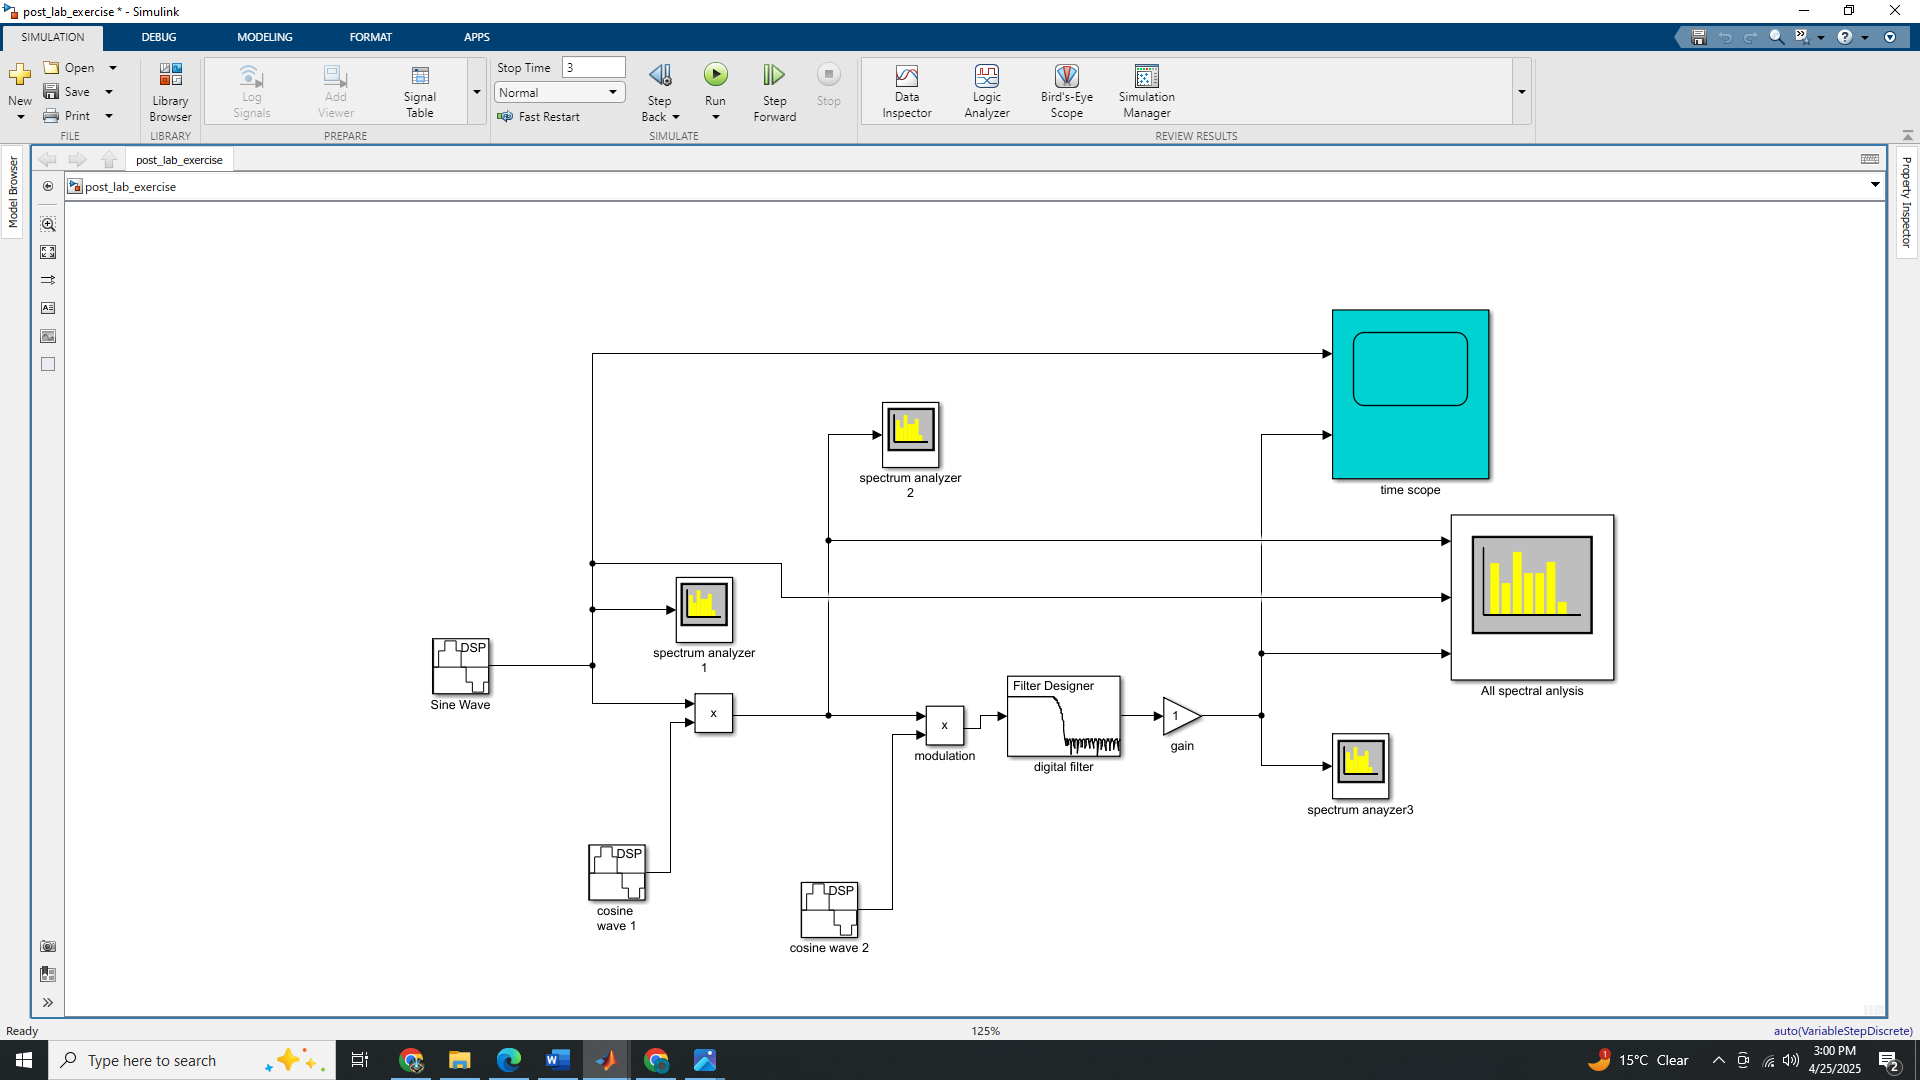 post_lab_exercise * - Simulink
SIMULATION
DEBUG
MODELING
FORMAT
APPS
New
Open
Save
Print
FILE
Library
Browser
LIBRARY
Log
Signals
Add
Viewer
Signal
Table
PREPARE
Stop Time
3
Normal
Fast Restart
Step
Back
Run
Step
Forward
Stop
SIMULATE
Data
Inspector
Logic
Analyzer
Bird's-Eye
Scope
Simulation
Manager
REVIEW RESULTS
Model Browser
Property Inspector
post_lab_exercise
post_lab_exercise
time scope
spectrum analyzer
2
spectrum analyzer
1
All spectral anlysis
DSP
Sine Wave
x
x
modulation
Filter Designer
digital filter
1
gain
spectrum anayzer3
DSP
cosine
wave 1
DSP
cosine wave 2
Ready
125%
auto(VariableStepDiscrete)
Type here to search
1
15°C Clear
3:00 PM
4/25/2025
2